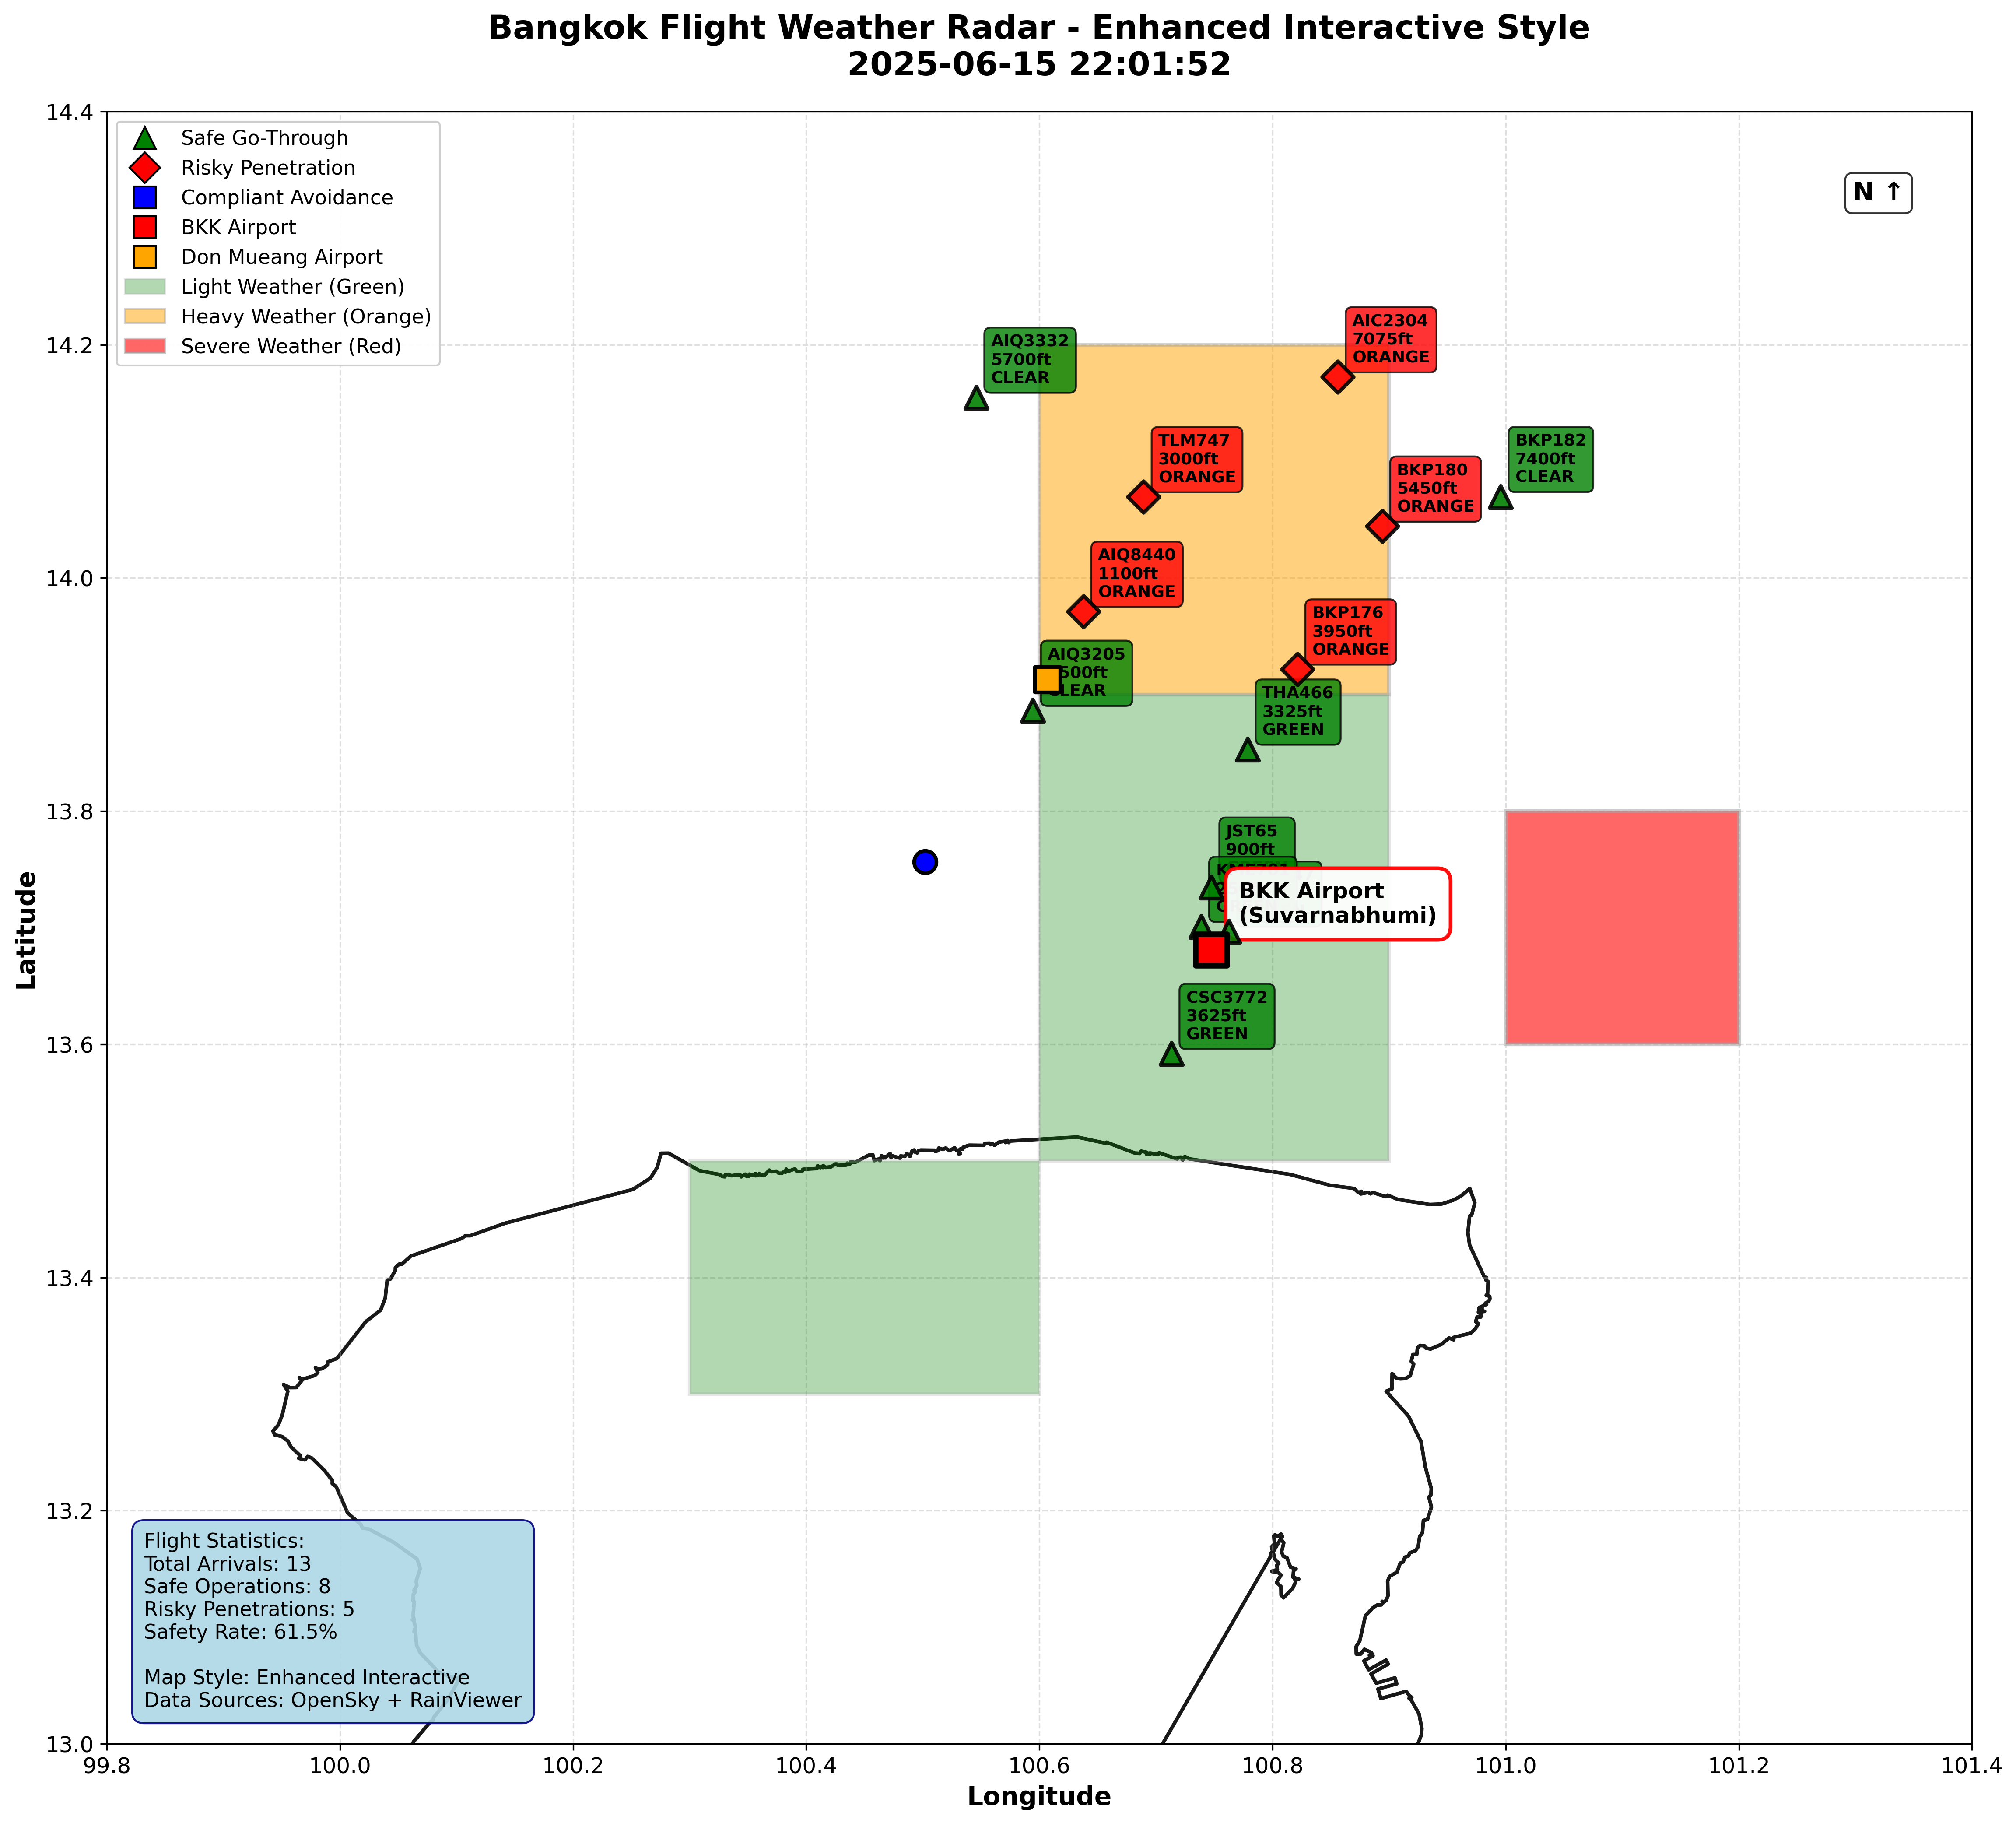 Bangkok Flight Weather Radar - Enhanced Interactive Style
2025-06-15 22:01:52
Safe Go-Through
Risky Penetration
Compliant Avoidance
BKK Airport
Don Mueang Airport
Light Weather (Green)
Heavy Weather (Orange)
Severe Weather (Red)
N ↑
AIC2304
7075ft
ORANGE
AIQ3332
5700ft
CLEAR
TLM747
3000ft
ORANGE
BKP182
7400ft
CLEAR
BKP180
5450ft
ORANGE
AIQ8440
1100ft
ORANGE
BKP176
3950ft
ORANGE
AIQ3205
THA466
3325ft
GREEN
JST65
900ft
BKK Airport
(Suvarnabhumi)
CSC3772
3625ft
GREEN
Flight Statistics:
Total Arrivals: 13
Safe Operations: 8
Risky Penetrations: 5
Safety Rate: 61.5%
Map Style: Enhanced Interactive
Data Sources: OpenSky + RainViewer
Latitude
14.4
14.2
14.0
13.8
13.6
13.4
13.2
13.0
99.8
100.0
100.2
100.4
100.6
100.8
101.0
101.2
101.4
Longitude